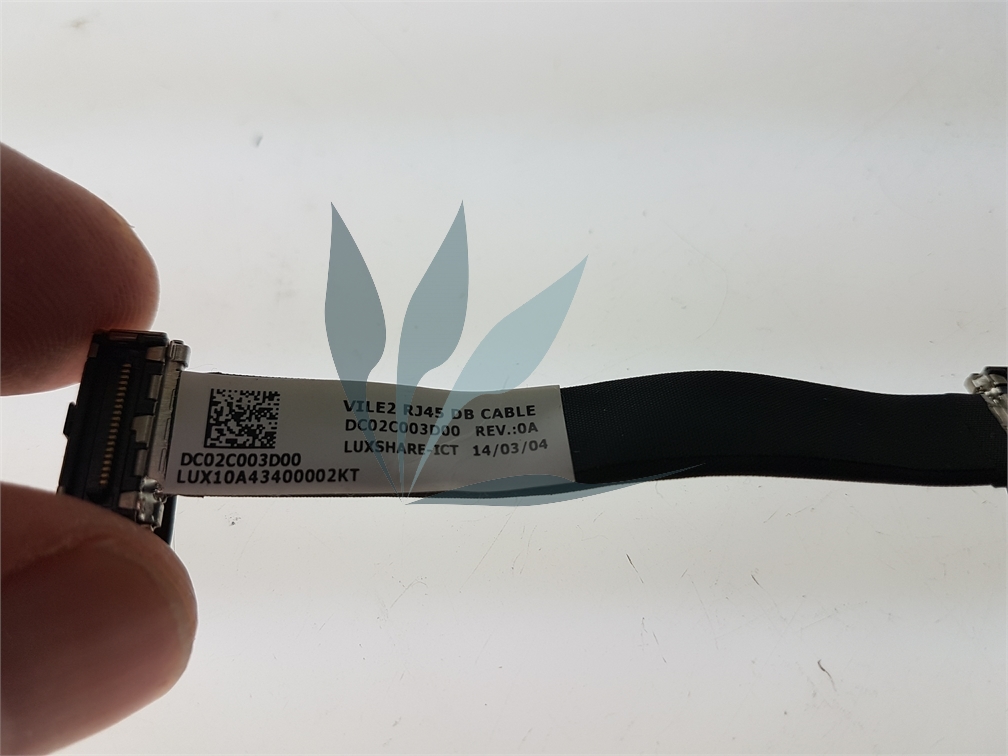 VILE2 RJ45 DB CABLE
DC02C003D00 REV.:0A
LUXSHARE-ICT 14/03/04
DC02C003D00
LUX10A43400002KT